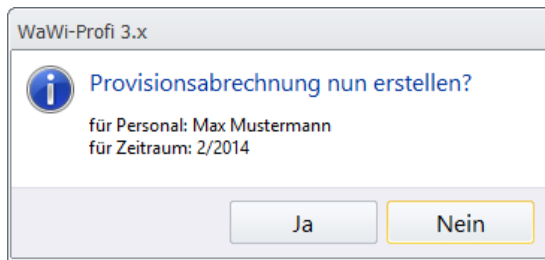 WaWi-Profi 3.x
Provisionsabrechnung nun erstellen?
für Personal: Max Mustermann
für Zeitraum: 2/2014
Ja
Nein